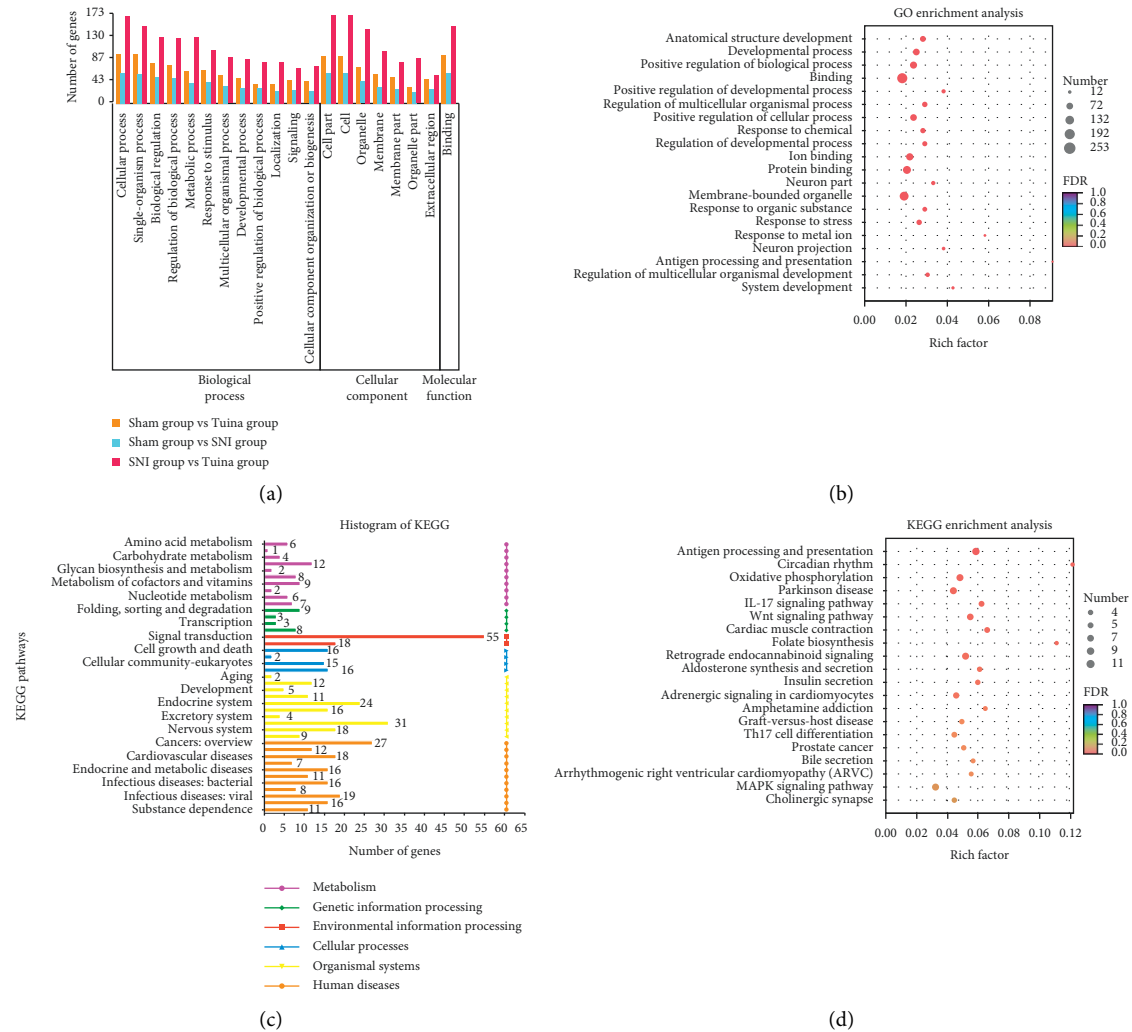 173
130
87
43
0
Number of genes
Cellular process
Single-organism process
Biological regulation
Regulation of biological process
Metabolic process
Response to stimulus
Multicellular organismal process
Developmental process
Positive regulation of biological process
Localization
Signaling
Cellular component organization or biogenesis
Cell part
Cell
Organelle
Membrane
Membrane part
Organelle part
Extracellular region
Binding
Biological
process
Cellular
component
Molecular
function
Sham group vs Tuina group
Sham group vs SNI group
SNI group vs Tuina group
(a)
GO enrichment analysis
Anatomical structure development
Developmental process
Positive regulation of biological process
Binding
Positive regulation of developmental process
Regulation of multicellular organismal process
Positive regulation of cellular process
Response to chemical
Regulation of developmental process
Ion binding
Protein binding
Neuron part
Membrane-bounded organelle
Response to organic substance
Response to stress
Response to metal ion
Neuron projection
Antigen processing and presentation
Regulation of multicellular organismal development
System development
0.00 0.02 0.04 0.06 0.08
Rich factor
Number
12
72
132
192
253
FDR
1.0
0.8
0.6
0.4
0.2
0.0
(b)
Histogram of KEGG
KEGG pathways
Amino acid metabolism 6
1
Carbohydrate metabolism 4
12
Glycan biosynthesis and metabolism 2
8
Metabolism of cofactors and vitamins 9
2
Nucleotide metabolism 6
7
Folding, sorting and degradation 9
3
Transcription 3
8
Signal transduction 55
18
Cell growth and death 16
2
Cellular community-eukaryotes 15
16
Aging 2
12
Development 5
11
Endocrine system 24
16
Excretory system 4
31
Nervous system 18
9
Cancers: overview 27
12
Cardiovascular diseases 18
7
Endocrine and metabolic diseases 16
11
Infectious diseases: bacterial 16
8
Infectious diseases: viral 19
16
Substance dependence 11
0 5 10 15 20 25 30 35 40 45 50 55 60 65
Number of genes
Metabolism
Genetic information processing
Environmental information processing
Cellular processes
Organismal systems
Human diseases
(c)
KEGG enrichment analysis
Antigen processing and presentation
Circadian rhythm
Oxidative phosphorylation
Parkinson disease
IL-17 signaling pathway
Wnt signaling pathway
Cardiac muscle contraction
Folate biosynthesis
Retrograde endocannabinoid signaling
Aldosterone synthesis and secretion
Insulin secretion
Adrenergic signaling in cardiomyocytes
Amphetamine addiction
Graft-versus-host disease
Th17 cell differentiation
Prostate cancer
Bile secretion
Arrhythmogenic right ventricular cardiomyopathy (ARVC)
MAPK signaling pathway
Cholinergic synapse
0.00 0.02 0.04 0.06 0.08 0.10 0.12
Rich factor
Number
4
5
7
9
11
FDR
1.0
0.8
0.6
0.4
0.2
0.0
(d)